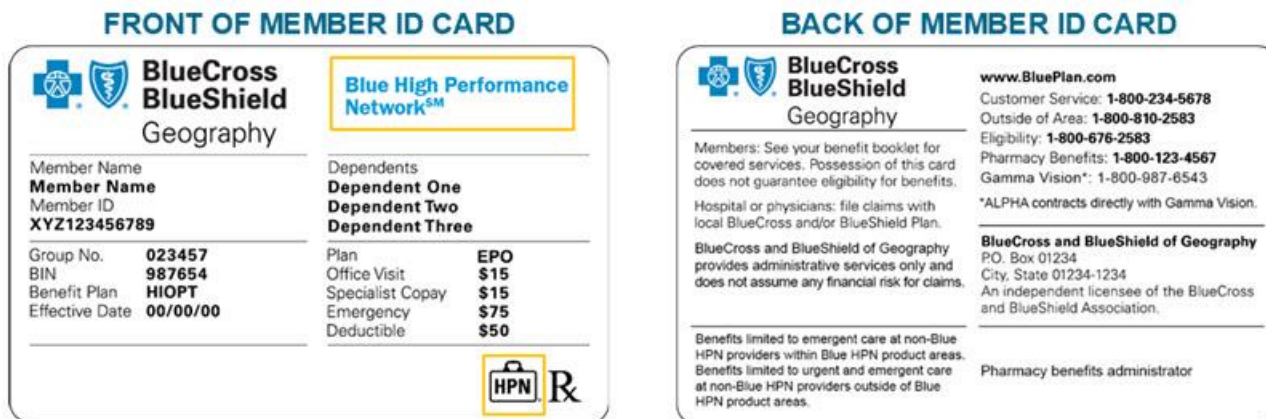 FRONT OF MEMBER ID CARD
BlueCross
BlueShield
Geography
Blue High Performance
Network℠
Member Name
Member Name
Member ID
XYZ123456789
Dependents
Dependent One
Dependent Two
Dependent Three
Group No. 023457
BIN 987654
Benefit Plan HIOPT
Effective Date 00/00/00
Plan EPO
Office Visit $15
Specialist Copay $15
Emergency $75
Deductible $50
HPN Rx
BACK OF MEMBER ID CARD
BlueCross
BlueShield
Geography
Members: See your benefit booklet for
covered services. Possession of this card
does not guarantee eligibility for benefits.
Hospital or physicians: file claims with
local BlueCross and/or BlueShield Plan.
BlueCross and BlueShield of Geography
provides administrative services only and
does not assume any financial risk for claims.
www.BluePlan.com
Customer Service: 1-800-234-5678
Outside of Area: 1-800-810-2583
Eligibility: 1-800-676-2583
Pharmacy Benefits: 1-800-123-4567
Gamma Vision*: 1-800-987-6543
*ALPHA contracts directly with Gamma Vision.
BlueCross and BlueShield of Geography
P.O. Box 01234
City, State 01234-1234
An independent licensee of the BlueCross
and BlueShield Association.
Benefits limited to emergent care at non-Blue
HPN providers within Blue HPN product areas.
Benefits limited to urgent and emergent care
at non-Blue HPN providers outside of Blue
HPN product areas.
Pharmacy benefits administrator